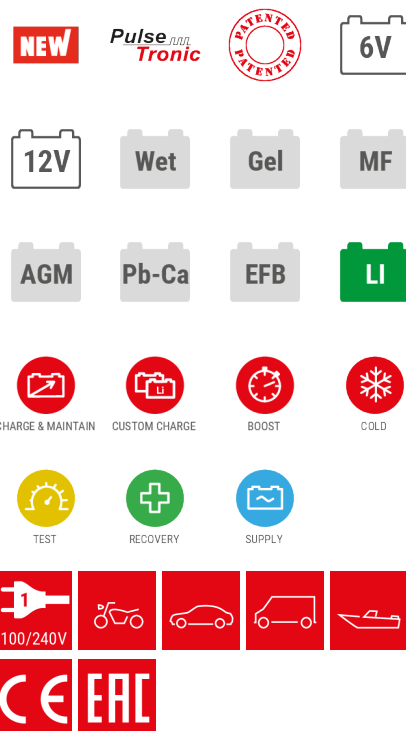 NEW
Pulse
Tronic
PATENTED
PATENTED
6V
12V
Wet
Gel
MF
AGM
Pb-Ca
EFB
LI
CHARGE & MAINTAIN
Li
CUSTOM CHARGE
BOOST
COLD
TEST
RECOVERY
SUPPLY
1
100/240V
CE
EAC